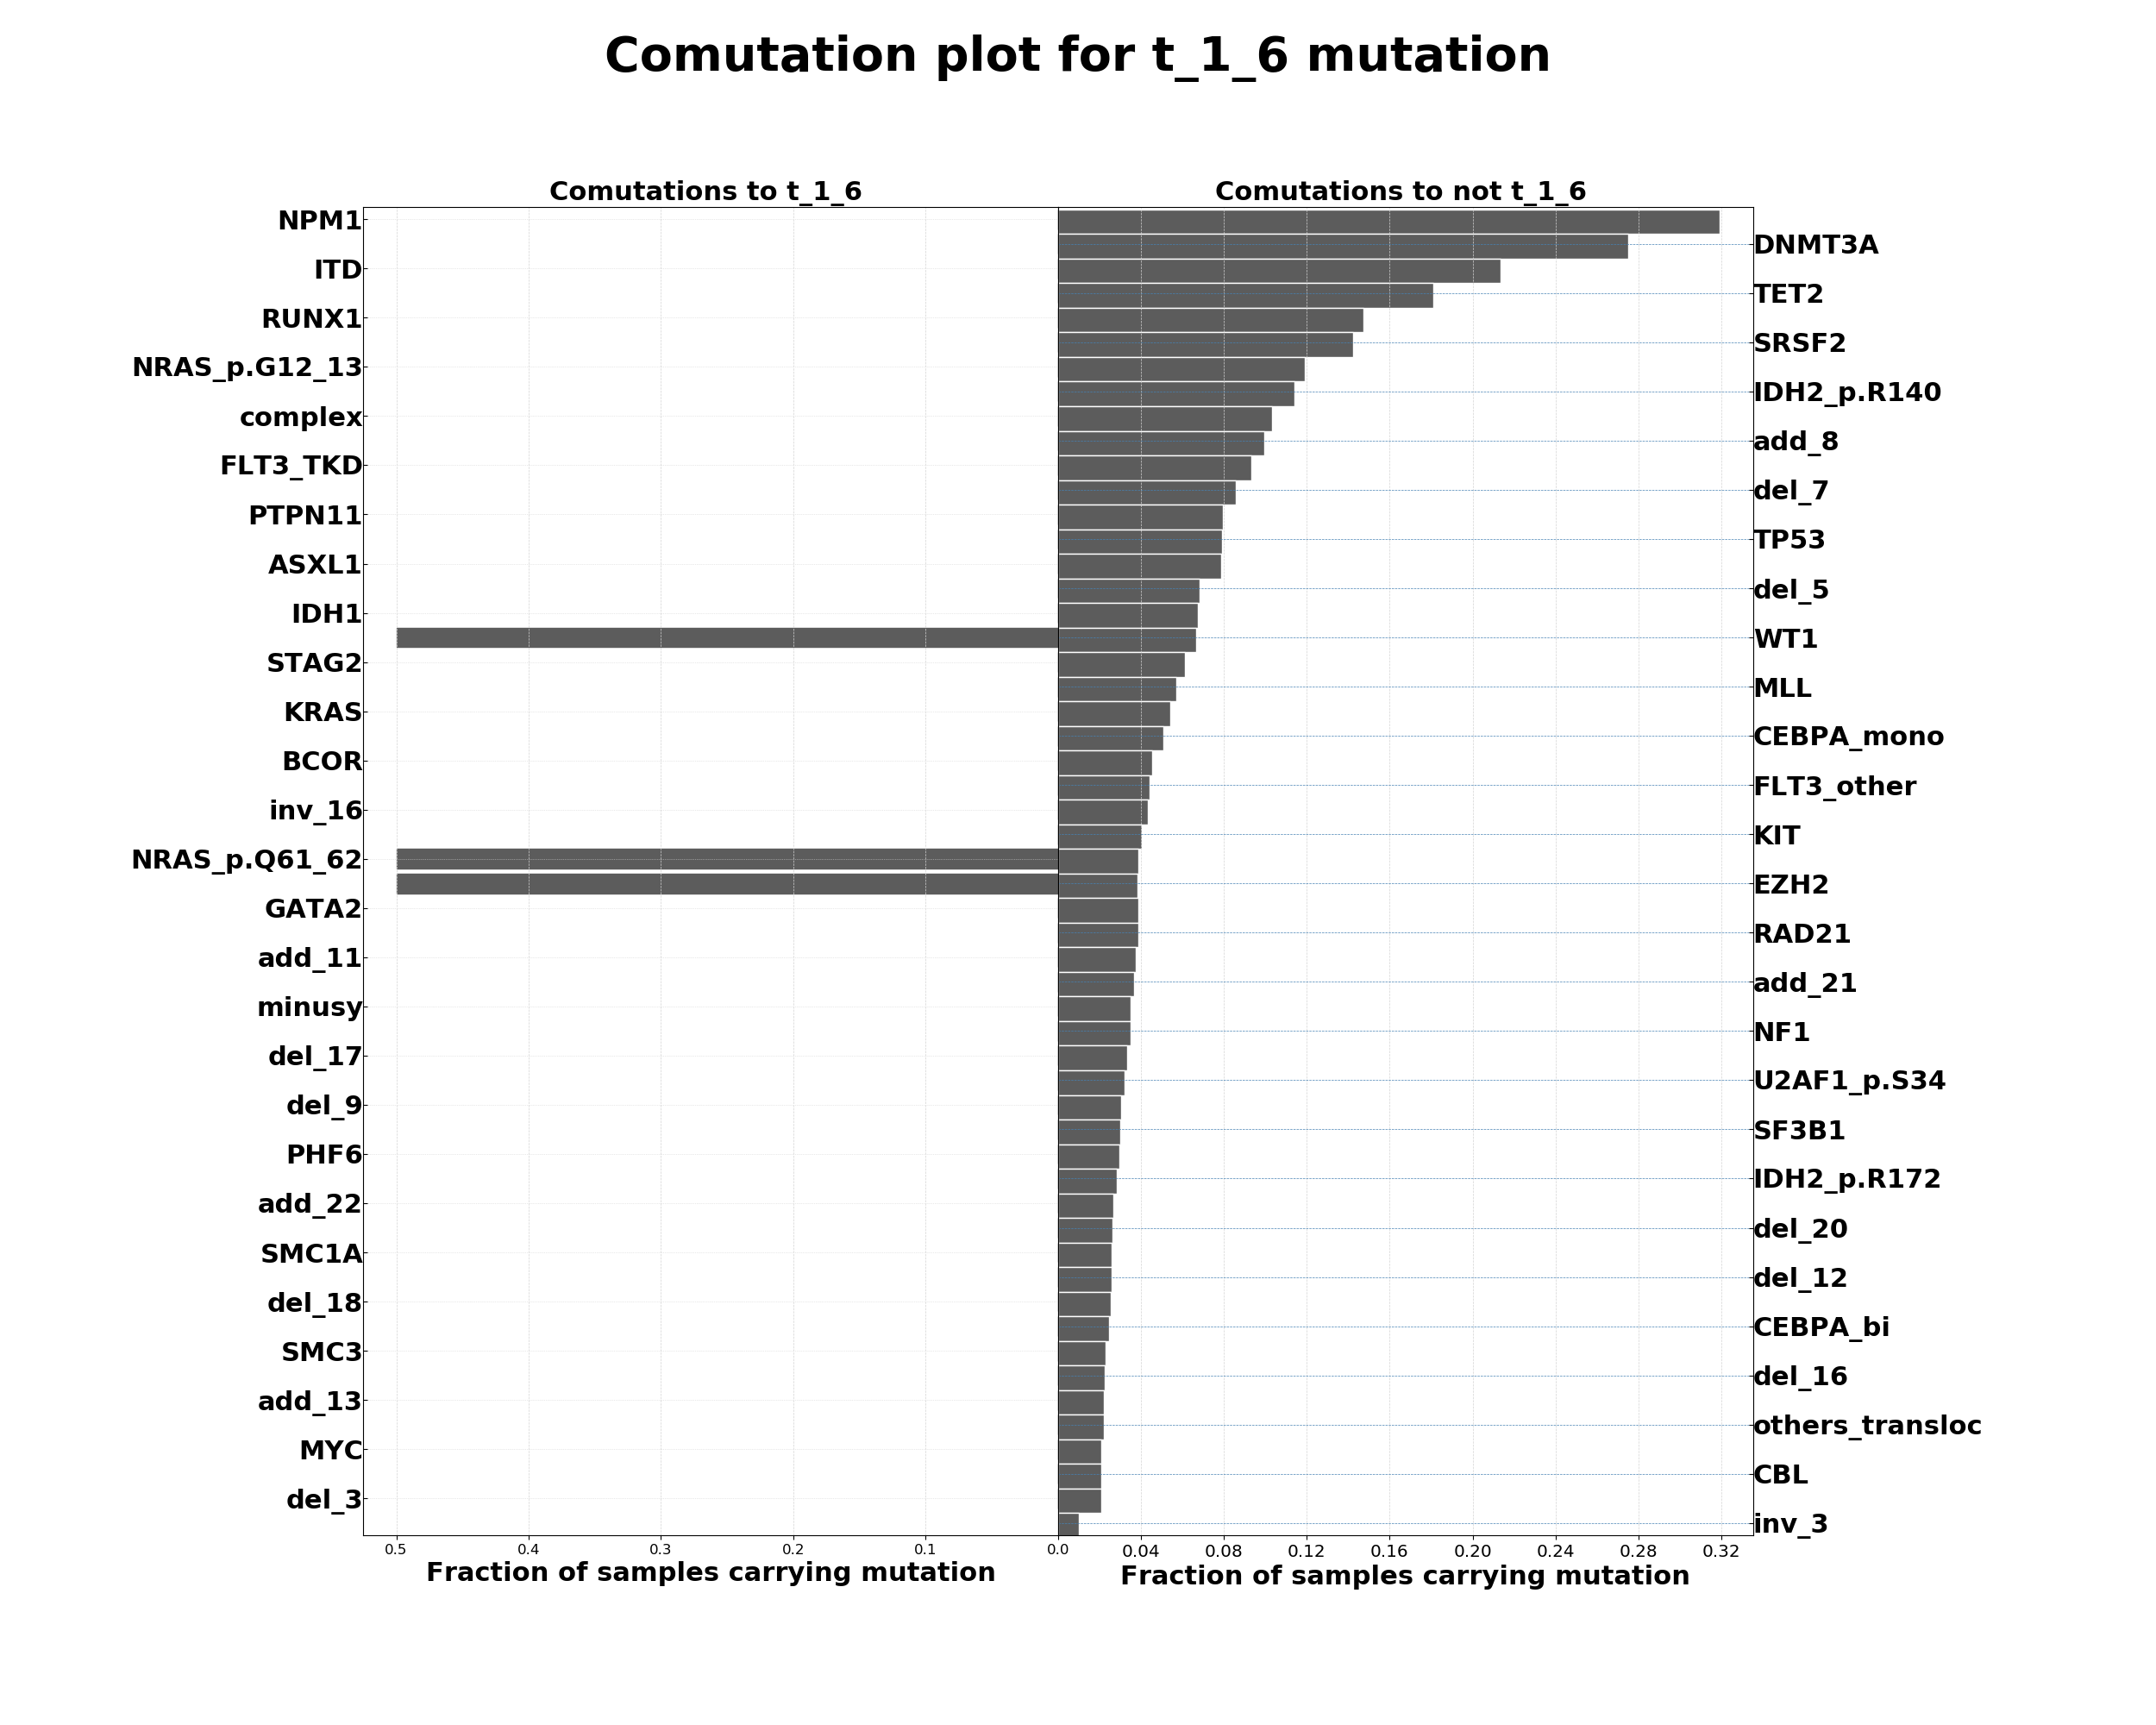 Comutation plot for t_1_6 mutation
Comutations to t_1_6
Comutations to not t_1_6
NPM1
DNMT3A
ITD
TET2
RUNX1
SRSF2
NRAS_p.G12_13
IDH2_p.R140
complex
add_8
FLT3_TKD
del_7
PTPN11
TP53
ASXL1
del_5
IDH1
WT1
STAG2
MLL
KRAS
CEBPA_mono
BCOR
FLT3_other
inv_16
KIT
NRAS_p.Q61_62
EZH2
GATA2
RAD21
add_11
add_21
minusy
NF1
del_17
U2AF1_p.S34
del_9
SF3B1
PHF6
IDH2_p.R172
add_22
del_20
SMC1A
del_12
del_18
CEBPA_bi
SMC3
del_16
add_13
others_transloc
MYC
CBL
del_3
inv_3
0.5 0.4 0.3 0.2 0.1 0.0 0.04 0.08 0.12 0.16 0.20 0.24 0.28 0.32
Fraction of samples carrying mutation
Fraction of samples carrying mutation